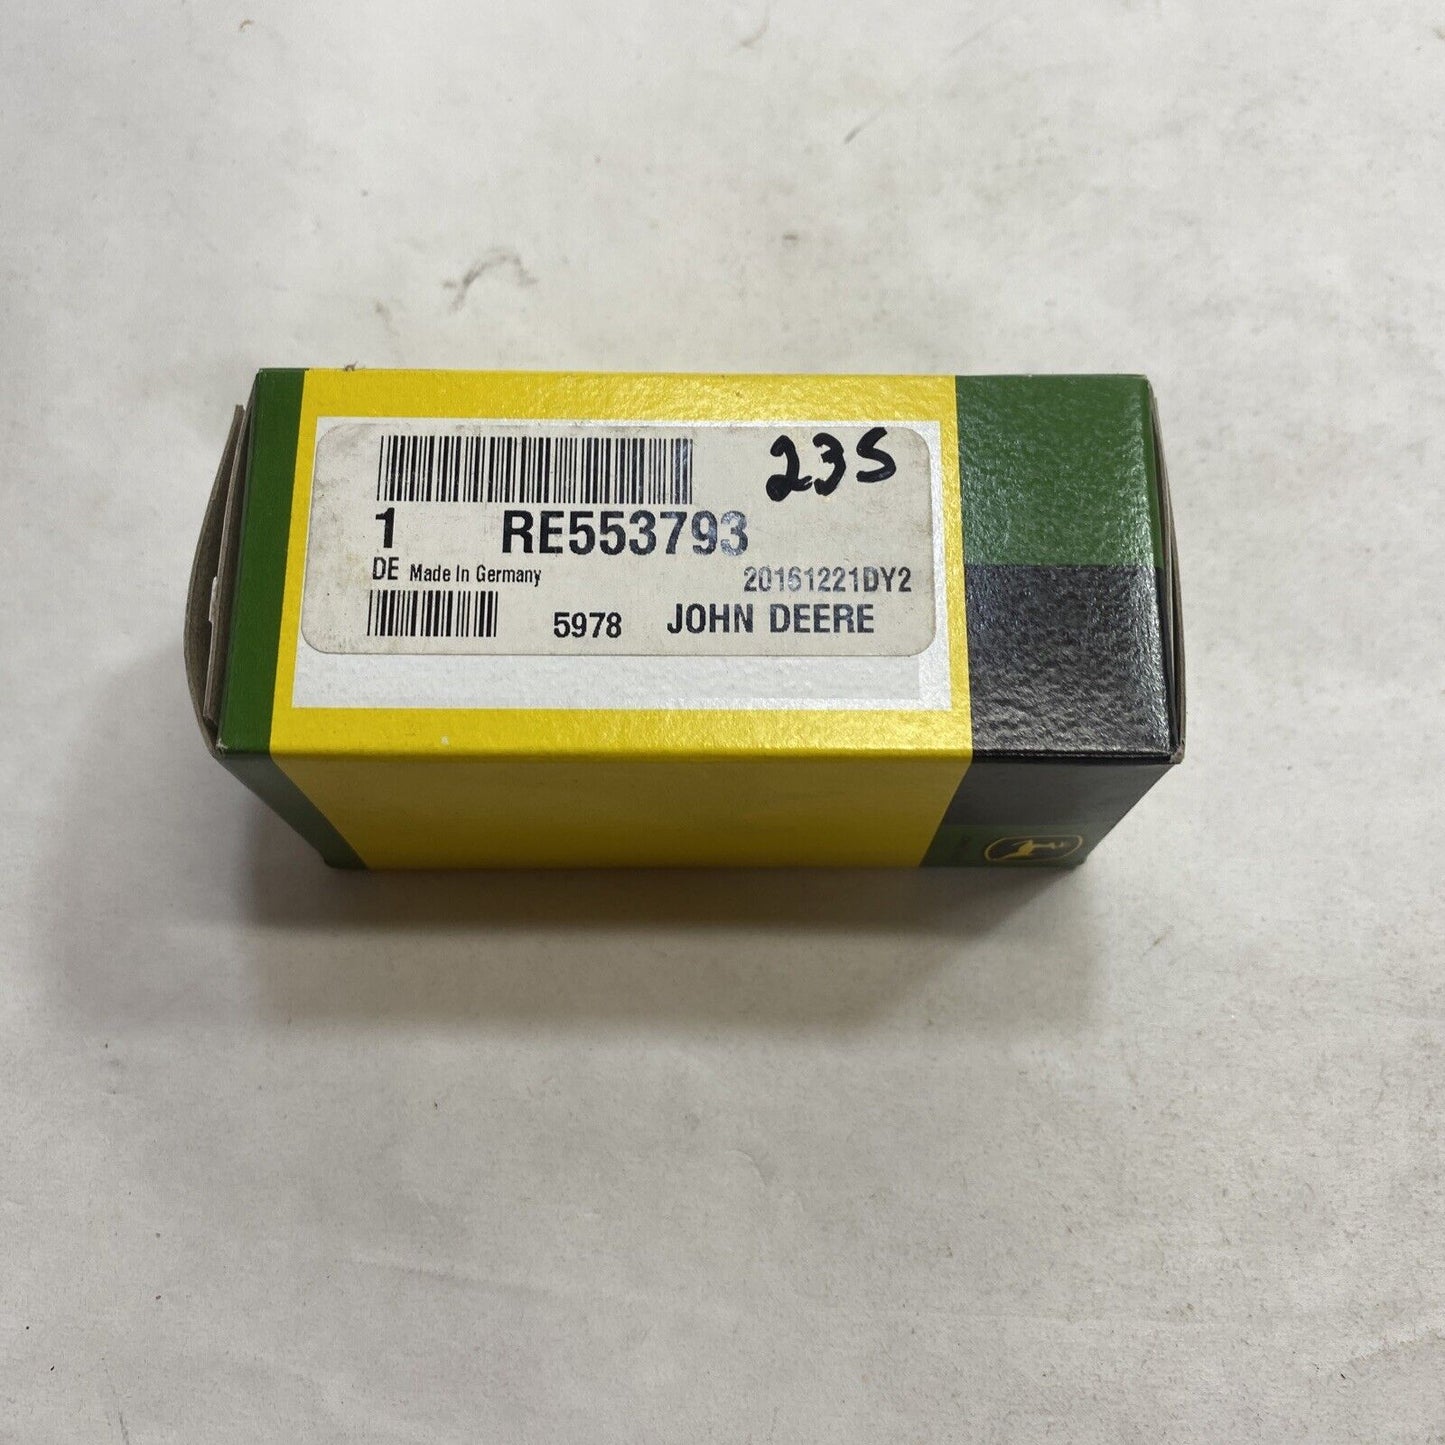 23S
1 RE553793
DE Made In Germany 20161221DY2
5978 JOHN DEERE